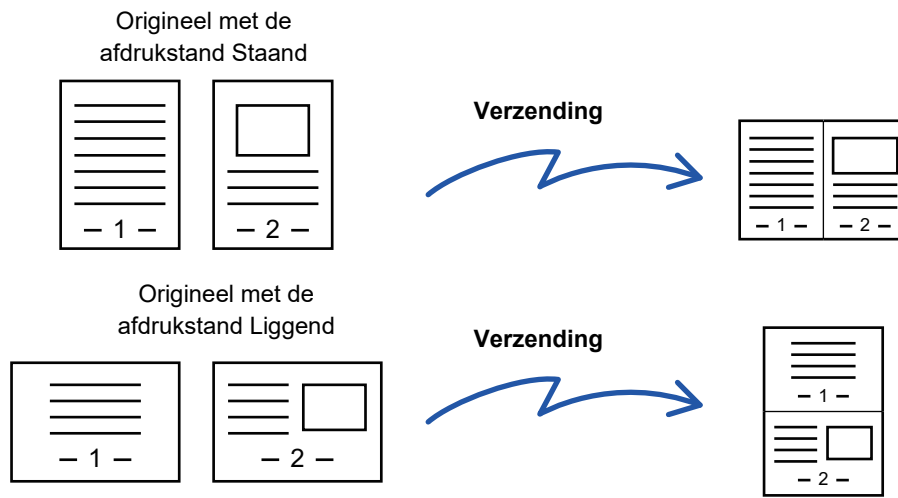 Origineel met de
afdrukstand Staand
Verzending
– 1 –
– 2 –
– 1 –
– 2 –
Origineel met de
afdrukstand Liggend
Verzending
– 1 –
– 2 –
– 1 –
– 2 –